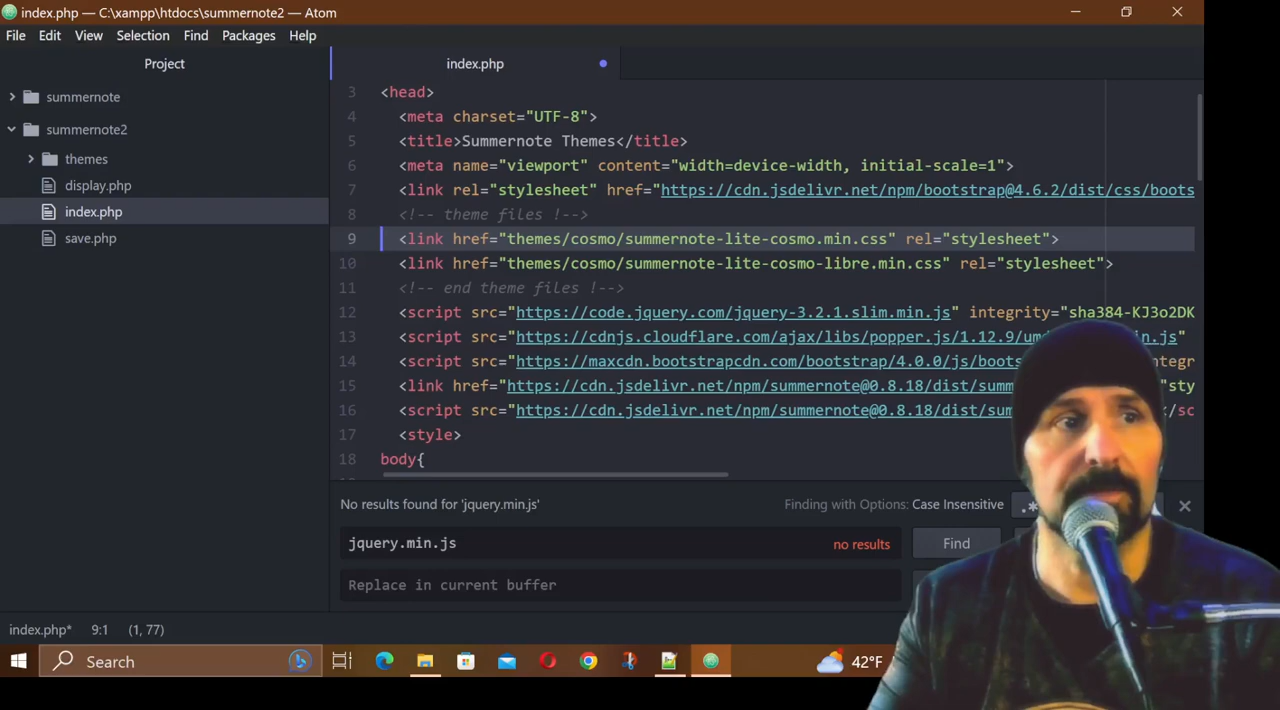 index.php — C:\xampp\htdocs\summernote2 — Atom
File Edit View Selection Find Packages Help
Project
index.php
summernote
summernote2
themes
display.php
index.php
save.php
3 <head>
4 <meta charset="UTF-8">
5 <title>Summernote Themes</title>
6 <meta name="viewport" content="width=device-width, initial-scale=1">
7 <link rel="stylesheet" href="https://cdn.jsdelivr.net/npm/bootstrap@4.6.2/dist/css/boots
8 <!-- theme files !-->
9 <link href="themes/cosmo/summernote-lite-cosmo.min.css" rel="stylesheet">
10 <link href="themes/cosmo/summernote-lite-cosmo-libre.min.css" rel="stylesheet">
11 <!-- end theme files !-->
12 <script src="https://code.jquery.com/jquery-3.2.1.slim.min.js" integrity="sha384-KJ3o2DK
13 <script src="https://cdnjs.cloudflare.com/ajax/libs/popper.js/1.12.9/um in.js"
14 <script src="https://maxcdn.bootstrapcdn.com/bootstrap/4.0.0/js/boots integr
15 <link href="https://cdn.jsdelivr.net/npm/summernote@0.8.18/dist/summ "sty
16 <script src="https://cdn.jsdelivr.net/npm/summernote@0.8.18/dist/sum </sc
17 <style>
18 body{
No results found for 'jquery.min.js'
Finding with Options: Case Insensitive
.*
jquery.min.js
no results
Find
Replace in current buffer
index.php* 9:1 (1, 77)
Search
42°F